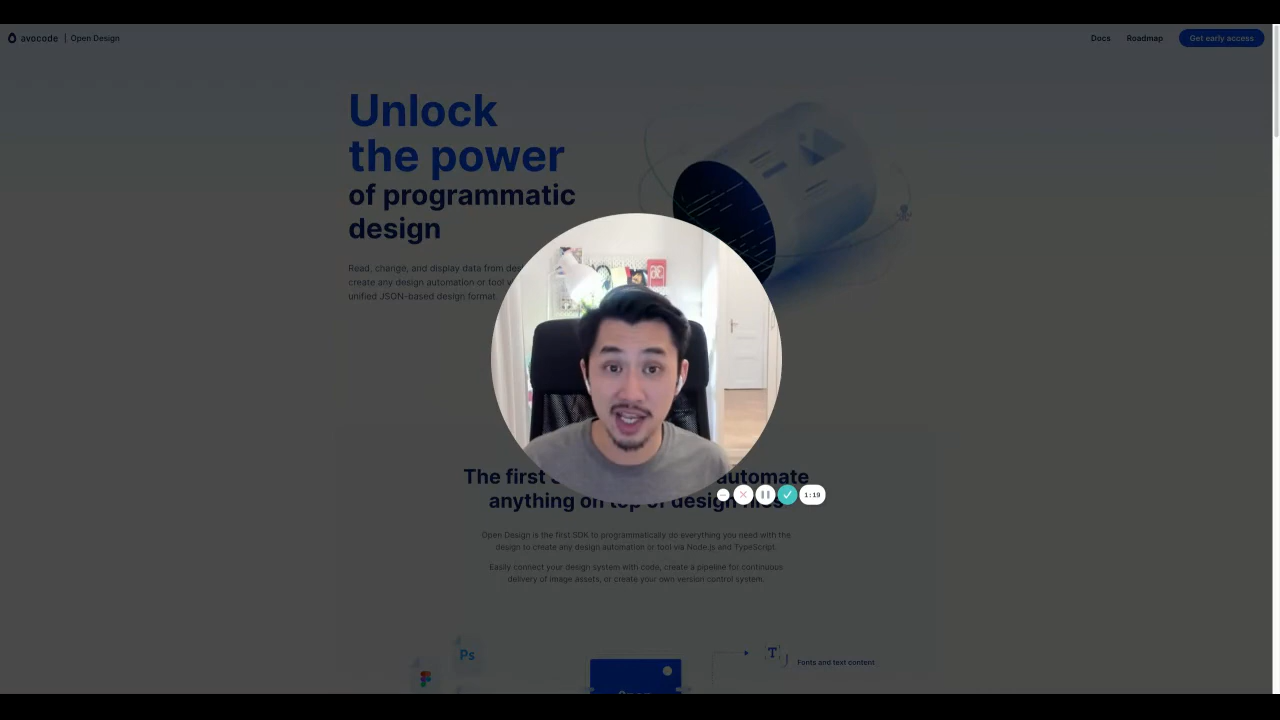 avocode | Open Design
Docs
Roadmap
Get early access
Unlock
the power
of programmatic
design
Read, change, and display data from
create any design automation or tool
unified JSON-based design format.
The first automate
anything on top of design files
Open Design is the first SDK to programmatically do everything you need with the
design to create any design automation or tool via Node.js and TypeScript.
Easily connect your design system with code, create a pipeline for continuous
delivery of image assets, or create your own version control system.
1:19
Ps
T
Fonts and text content